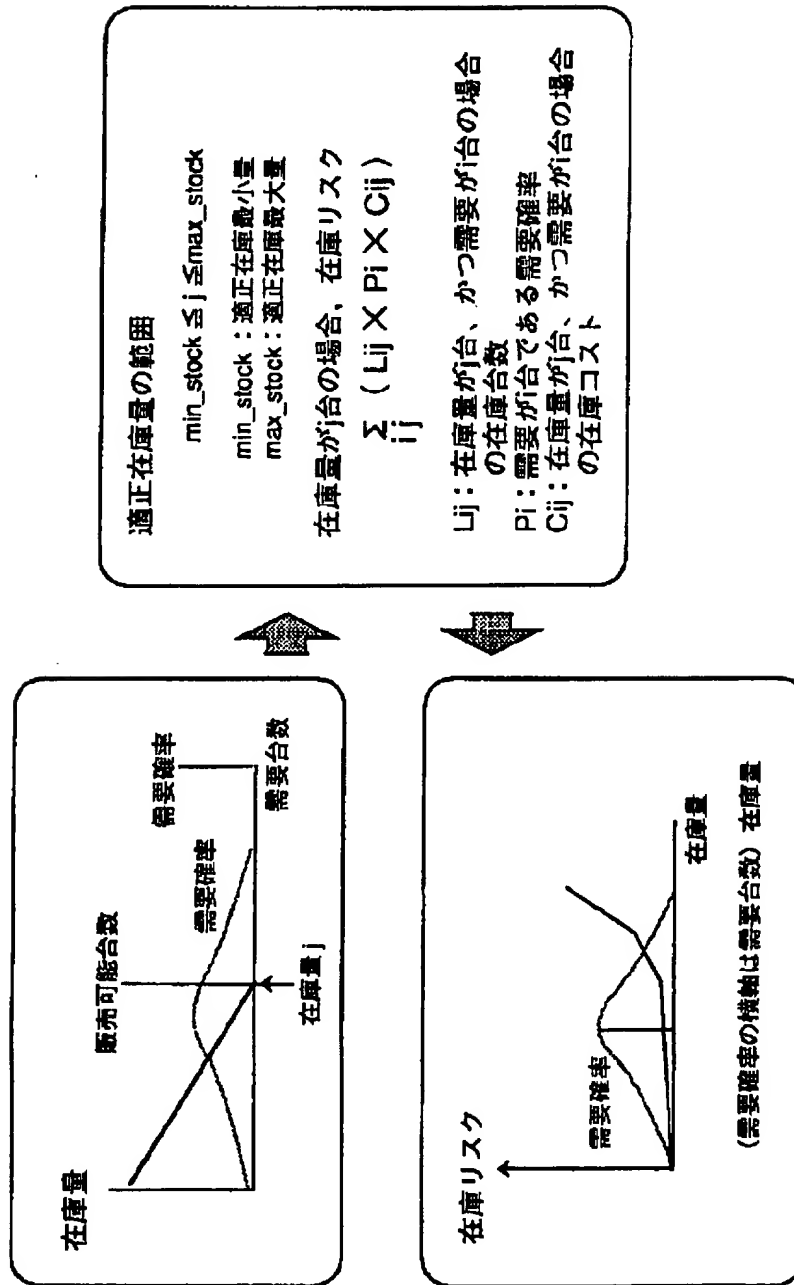 在庫量
販売可能台数
需要確率
需要確率
需要台数
在庫量 j
適正在庫量の範囲
min_stock ≦ j ≦max_stock
min_stock：適正在庫最小量
max_stock：適正在庫最大量
在庫量がj台の場合、在庫リスク
Σ ( Lij × Pi × Cij )
i j
Lij：在庫量がj台、かつ需要がi台の場合
の在庫台数
Pi：需要がi台である需要確率
Cij：在庫量がj台、かつ需要がi台の場合
の在庫コスト
在庫リスク
需要確率
在庫量
(需要確率の横軸は需要台数) 在庫量